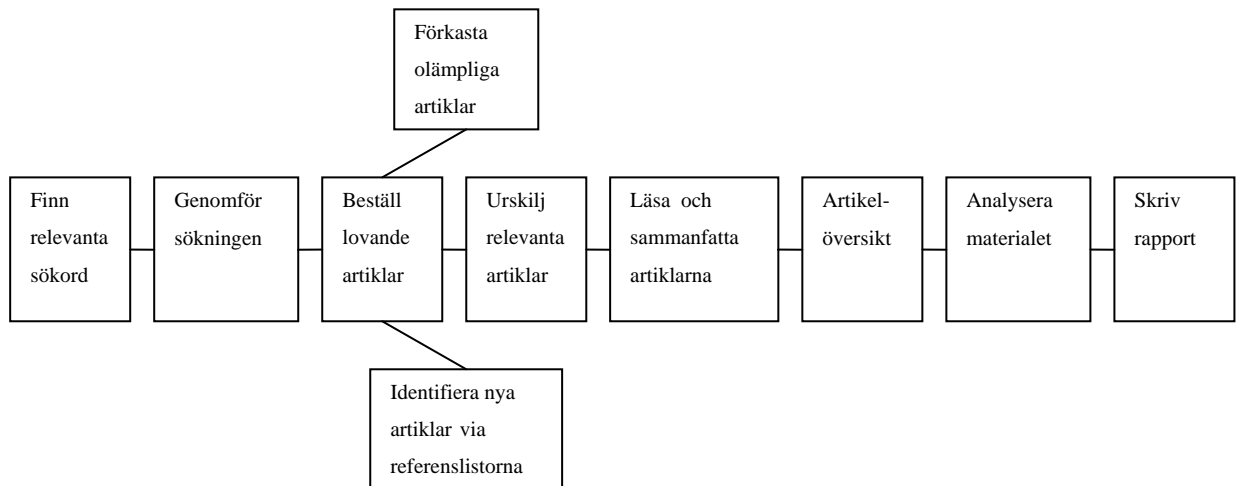 Förkasta
olämpliga
artiklar
Finn
relevanta
sökord
Genomför
sökningen
Beställ
lovande
artiklar
Urskilj
relevanta
artiklar
Läsa och
sammanfatta
artiklarna
Artikel-
översikt
Analysera
materialet
Skriv
rapport
Identifiera nya
artiklar via
referenslistorna